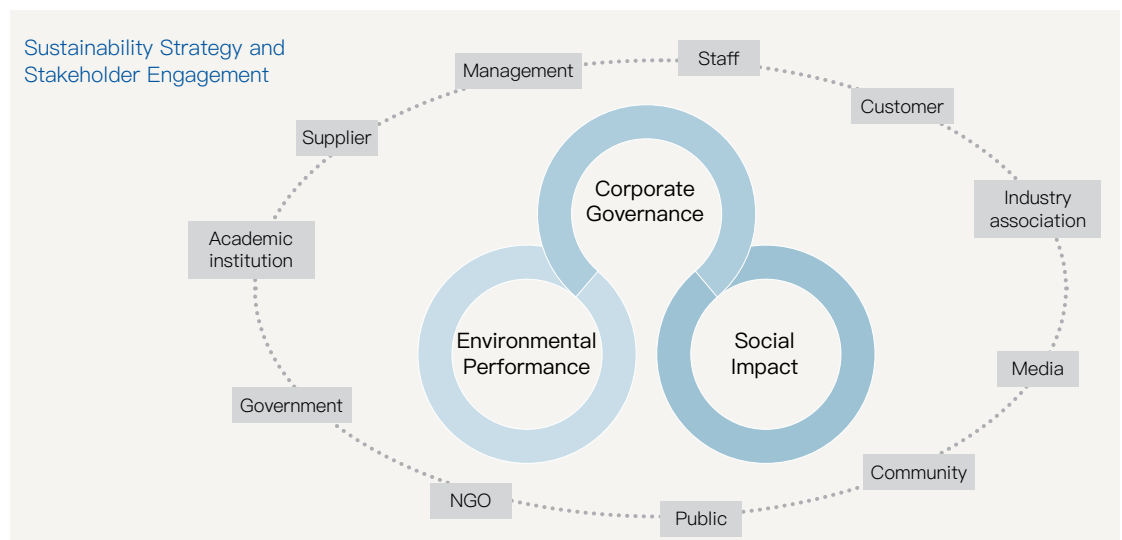 Sustainability Strategy and
Stakeholder Engagement
Management
Staff
Customer
Supplier
Industry
association
Academic
institution
Corporate
Governance
Environmental
Performance
Social
Impact
Media
Government
Community
NGO
Public